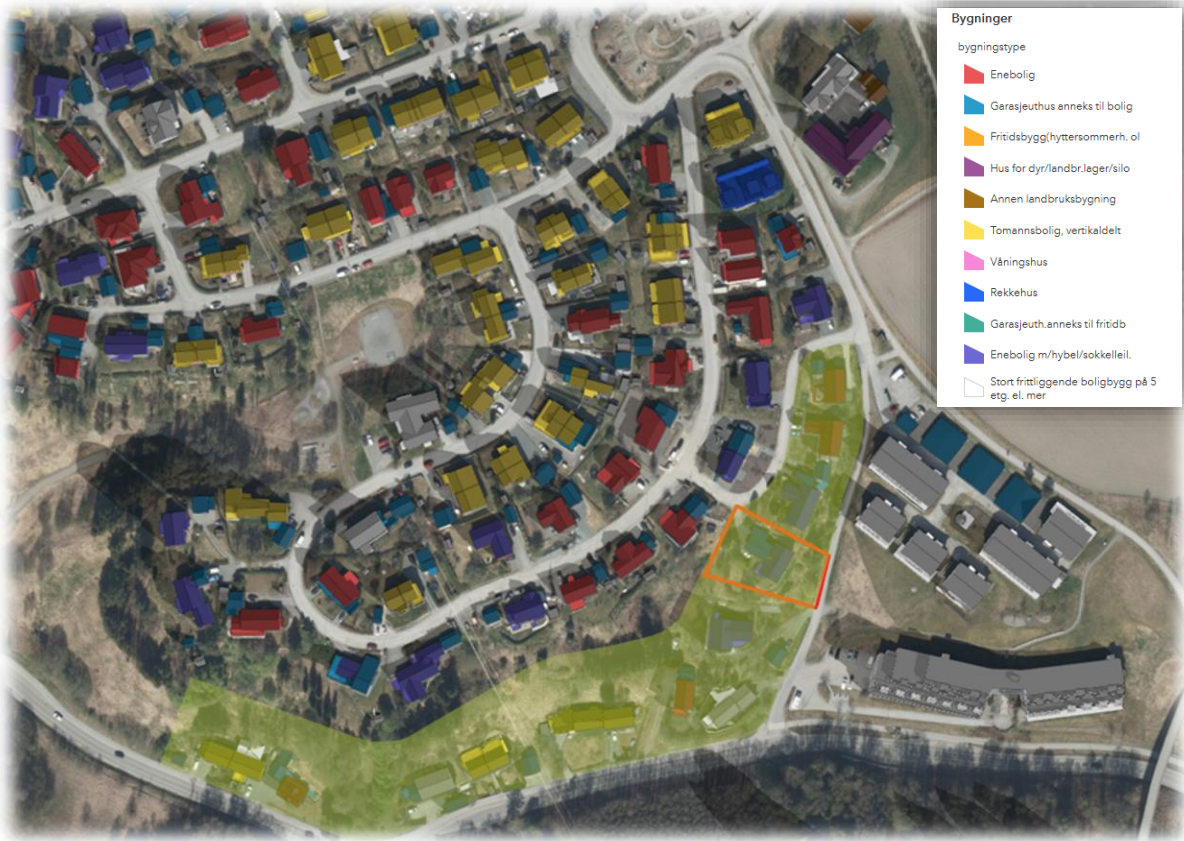 Bygninger
bygningstype
Enebolig
Garasjeuthus anneks til bolig
Fritidsbygg(hyttersommerh. ol
Hus for dyr/landbr.lager/silo
Annen landbruksbygning
Tomannsbolig, vertikaldelt
Våningshus
Rekkehus
Garasjeuth.anneks til fritidb
Enebolig m/hybel/sokkelleil.
Stort frittliggende boligbygg på 5
etg. el. mer